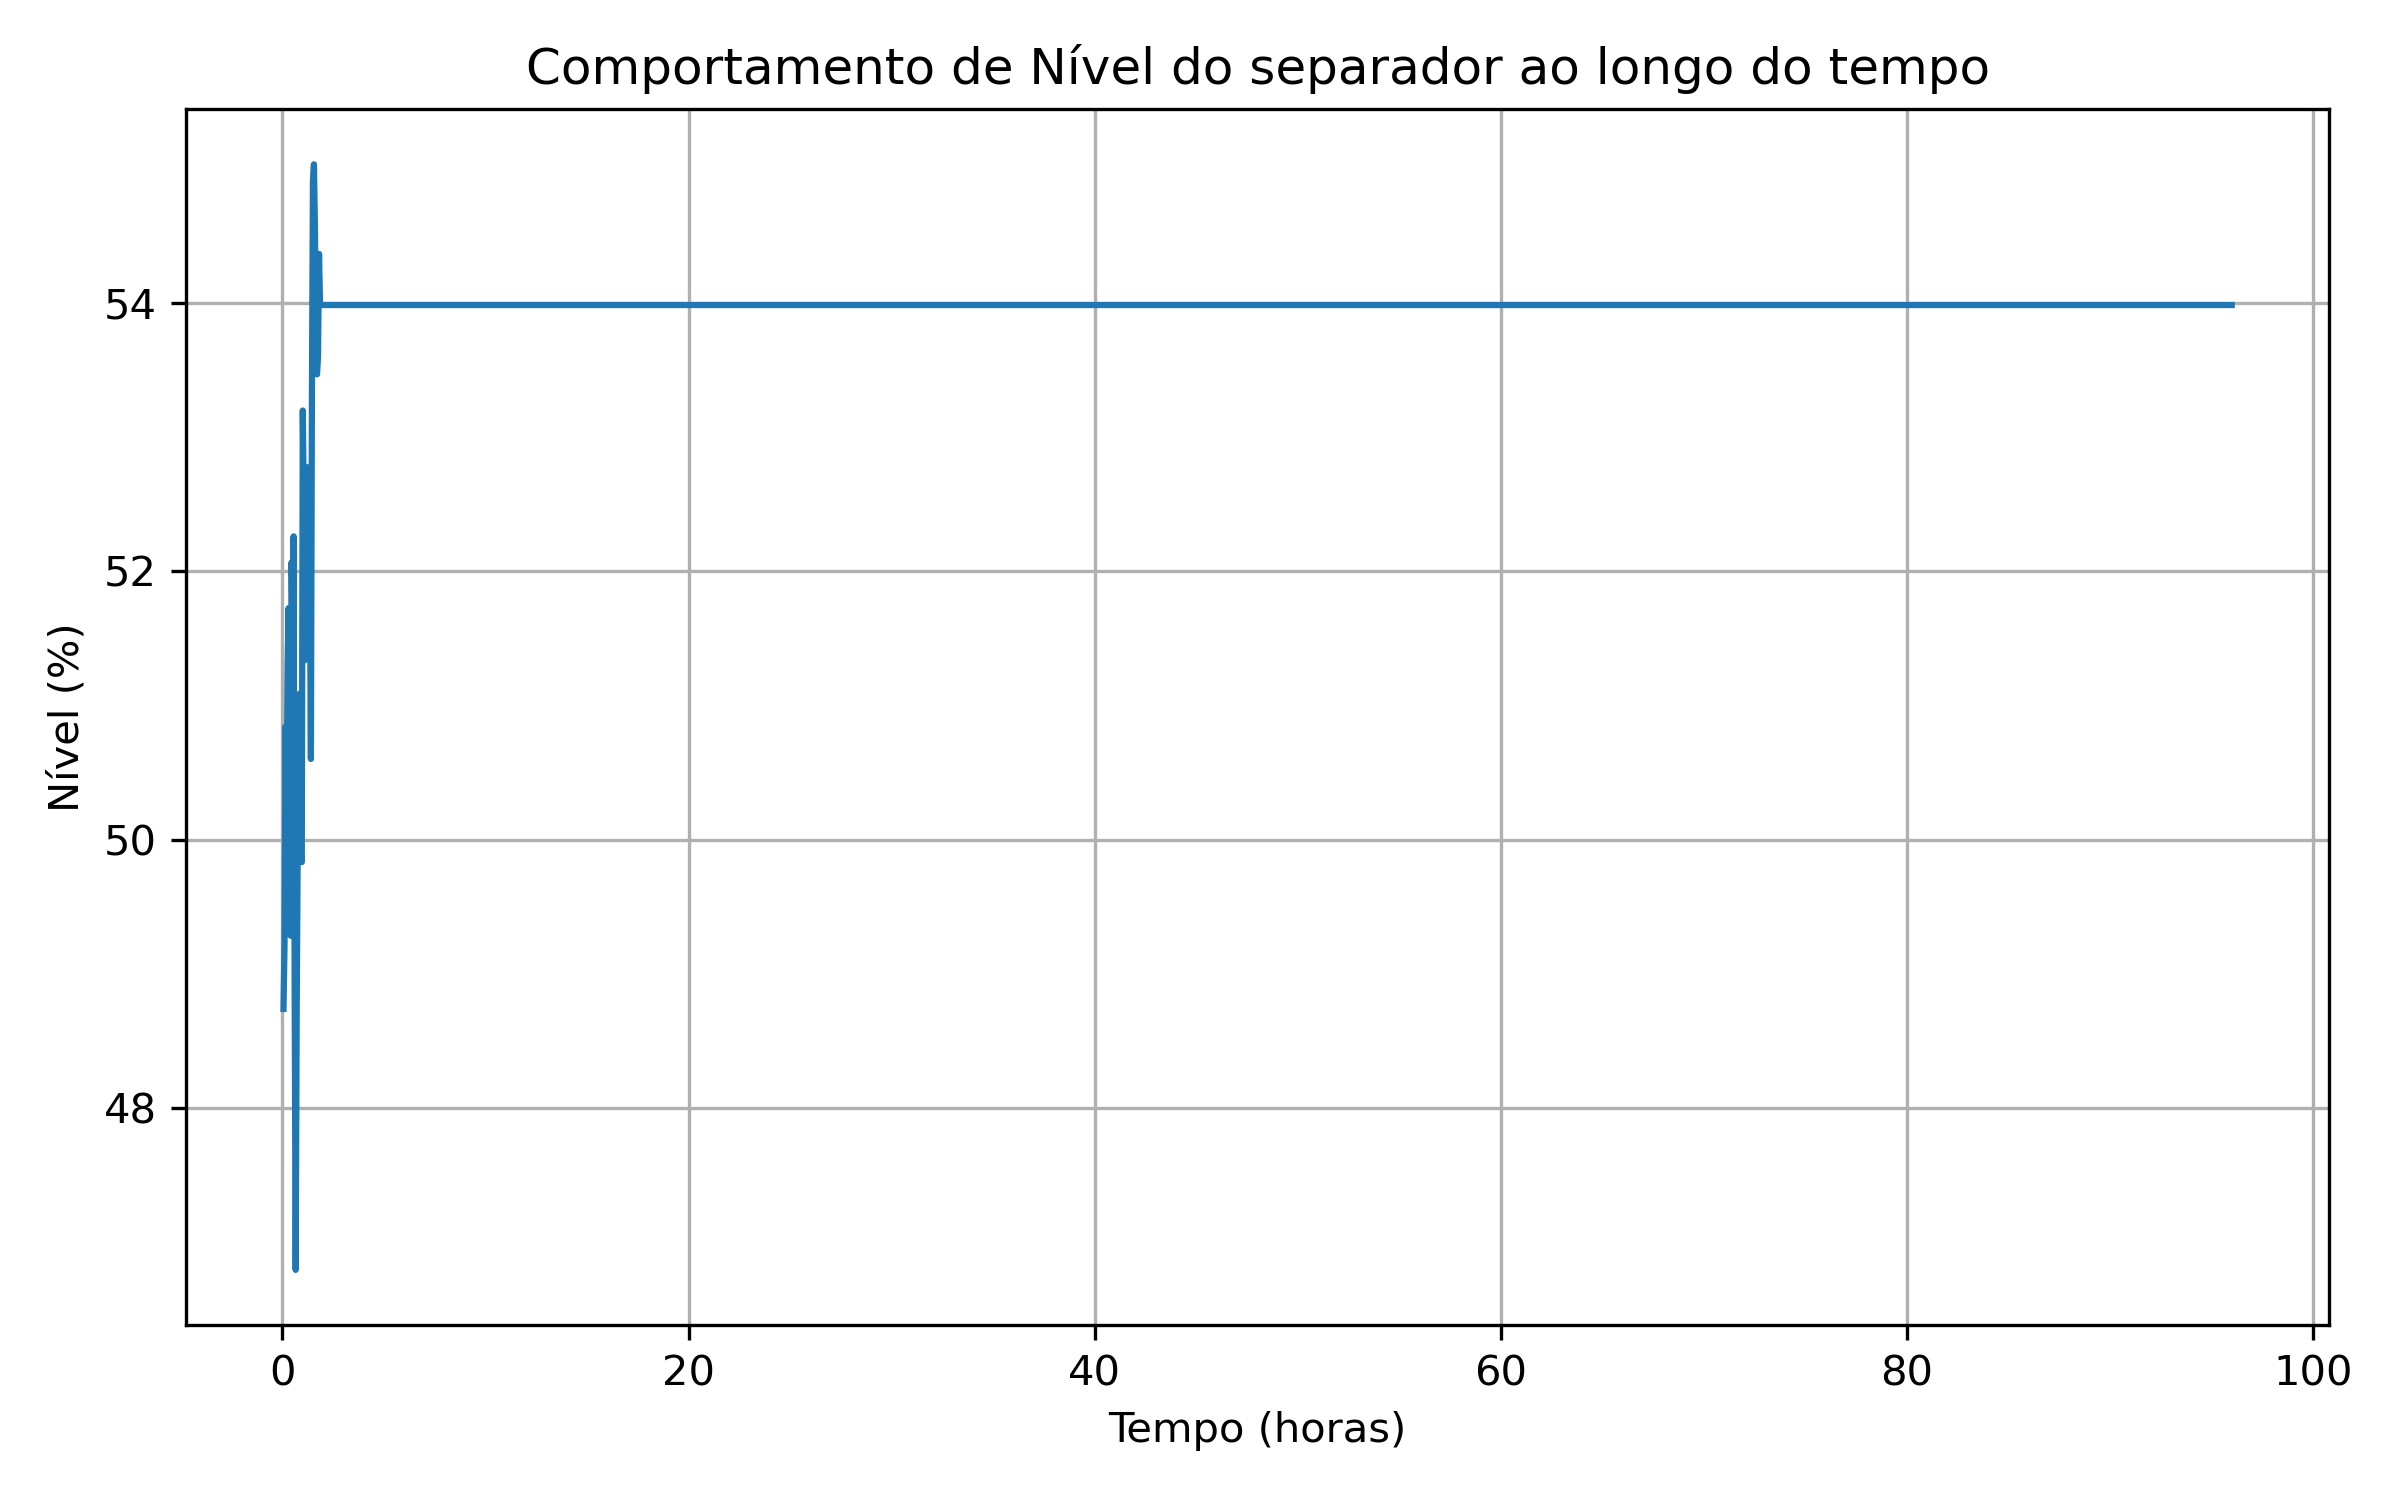 Comportamento de Nível do separador ao longo do tempo
54
52
50
48
Nível (%)
0 20 40 60 80 100
Tempo (horas)